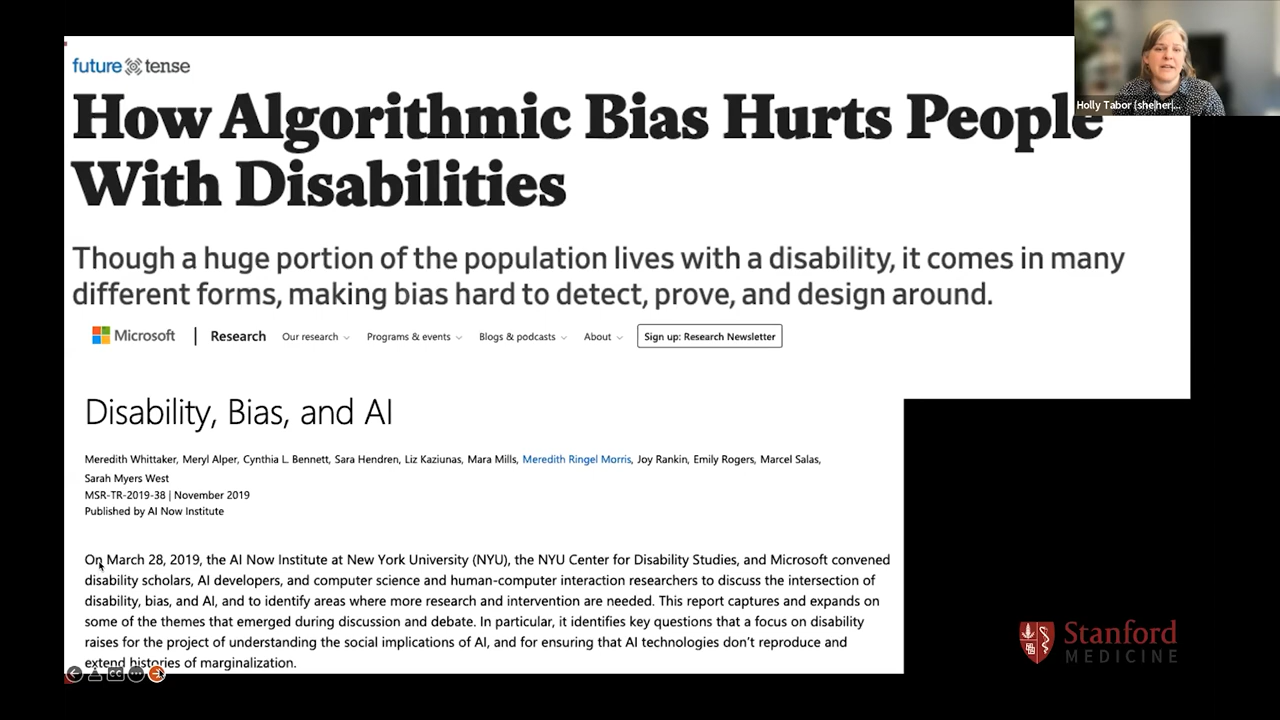 future tense
How Algorithmic Bias Hurts People
With Disabilities
Though a huge portion of the population lives with a disability, it comes in many
different forms, making bias hard to detect, prove, and design around.
Holly Tabor (she|her|...
Microsoft | Research Our research Programs & events Blogs & podcasts About Sign up: Research Newsletter
Disability, Bias, and AI
Meredith Whittaker, Meryl Alper, Cynthia L. Bennett, Sara Hendren, Liz Kaziunas, Mara Mills, Meredith Ringel Morris, Joy Rankin, Emily Rogers, Marcel Salas,
Sarah Myers West
MSR-TR-2019-38 | November 2019
Published by AI Now Institute
On March 28, 2019, the AI Now Institute at New York University (NYU), the NYU Center for Disability Studies, and Microsoft convened
disability scholars, AI developers, and computer science and human-computer interaction researchers to discuss the intersection of
disability, bias, and AI, and to identify areas where more research and intervention are needed. This report captures and expands on
some of the themes that emerged during discussion and debate. In particular, it identifies key questions that a focus on disability
raises for the project of understanding the social implications of AI, and for ensuring that AI technologies don't reproduce and
extend histories of marginalization.
CC
Stanford
MEDICINE